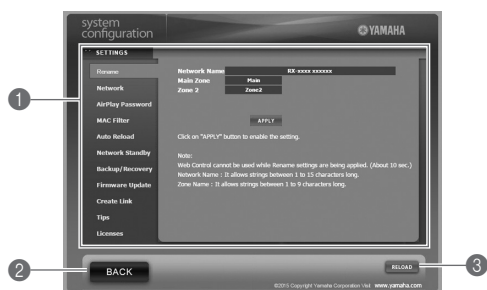 system
configuration
YAMAHA
SETTINGS
Rename
Network
AirPlay Password
MAC Filter
Auto Reload
Network Standby
Backup/Recovery
Firmware Update
Create Link
Tips
Licenses
Network Name RX-xxxx xxxxxx
Main Zone Main
Zone 2 Zone2
APPLY
Click on "APPLY" button to enable the setting.
Note:
Web Control cannot be used while Rename settings are being applied. (About 10 sec.)
Network Name : It allows strings between 1 to 15 characters long.
Zone Name : It allows strings between 1 to 9 characters long.
1
2
BACK
RELOAD
3
©2015 Copyright Yamaha Corporation Visit www.yamaha.com